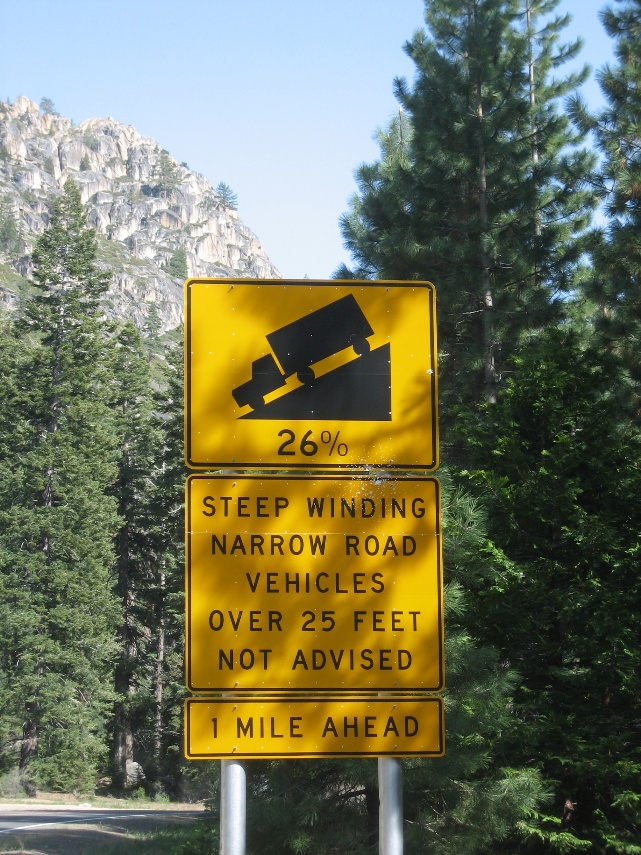 26%
STEEP WINDING
NARROW ROAD
VEHICLES
OVER 25 FEET
NOT ADVISED
1 MILE AHEAD